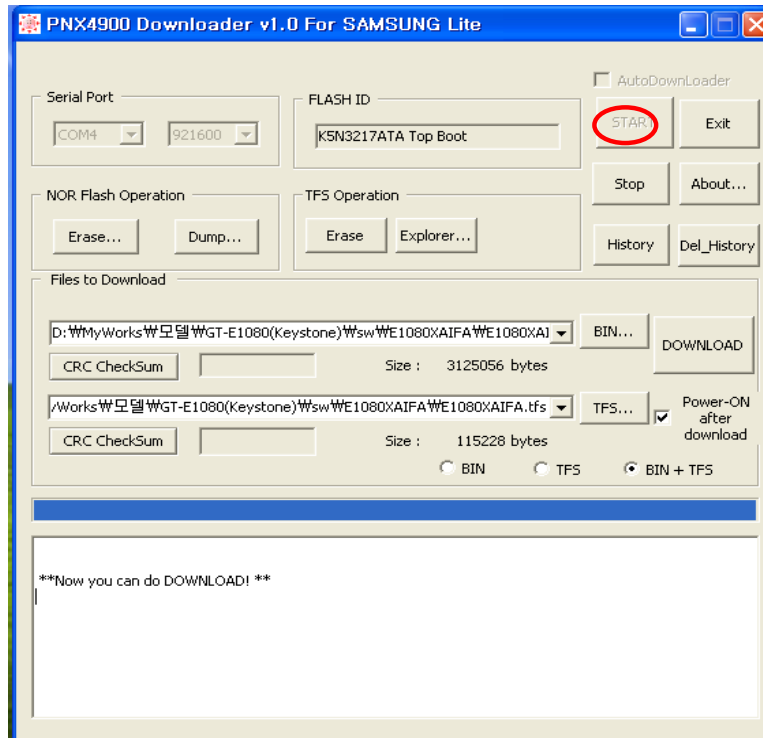 PNX4900 Downloader v1.0 For SAMSUNG Lite
AutoDownLoader
Serial Port
COM4
921600
FLASH ID
K5N3217ATA Top Boot
START
Exit
Stop
About...
NOR Flash Operation
Erase...
Dump...
TFS Operation
Erase
Explorer...
History
Del_History
Files to Download
D:₩MyWorks₩모델₩GT-E1080(Keystone)₩sw₩E1080XAIFA₩E1080XAI
BIN...
DOWNLOAD
CRC CheckSum
Size : 3125056 bytes
/Works₩모델₩GT-E1080(Keystone)₩sw₩E1080XAIFA₩E1080XAIFA.tfs
TFS...
Power-ON
after
download
CRC CheckSum
Size : 115228 bytes
BIN
TFS
BIN + TFS
**Now you can do DOWNLOAD! **